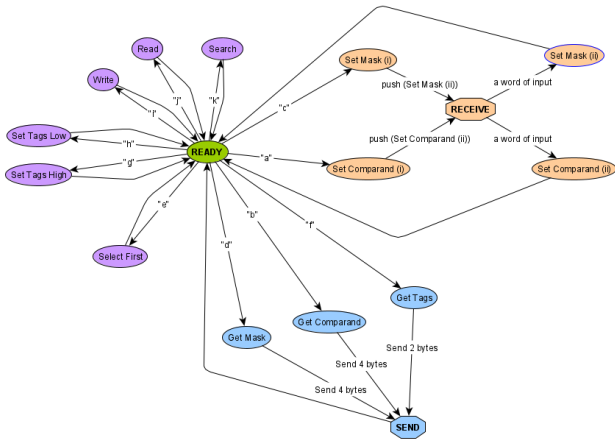 Read
Search
Set Mask (i)
Set Mask (ii)
Write
"j"
"k"
push (Set Mask (ii))
a word of input
"i"
"c"
RECEIVE
Set Tags Low
"h"
READY
push (Set Comparand (ii))
a word of input
"g"
"a"
Set Tags High
Set Comparand (i)
Set Comparand (ii)
"e"
"b"
"f"
"d"
Select First
Get Tags
Get Comparand
Get Mask
Send 2 bytes
Send 4 bytes
Send 4 bytes
SEND